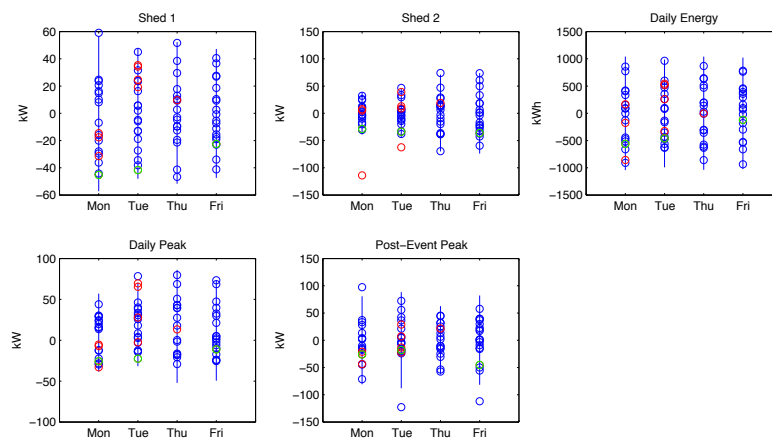 Shed 1
60
40
20
0
−20
−40
−60
kW
Mon Tue Thu Fri
Shed 2
150
100
50
0
−50
−100
−150
kW
Mon Tue Thu Fri
Daily Energy
1500
1000
500
0
−500
−1000
−1500
kWh
Mon Tue Thu Fri
Daily Peak
100
50
0
−50
−100
kW
Mon Tue Thu Fri
Post−Event Peak
150
100
50
0
−50
−100
−150
kW
Mon Tue Thu Fri